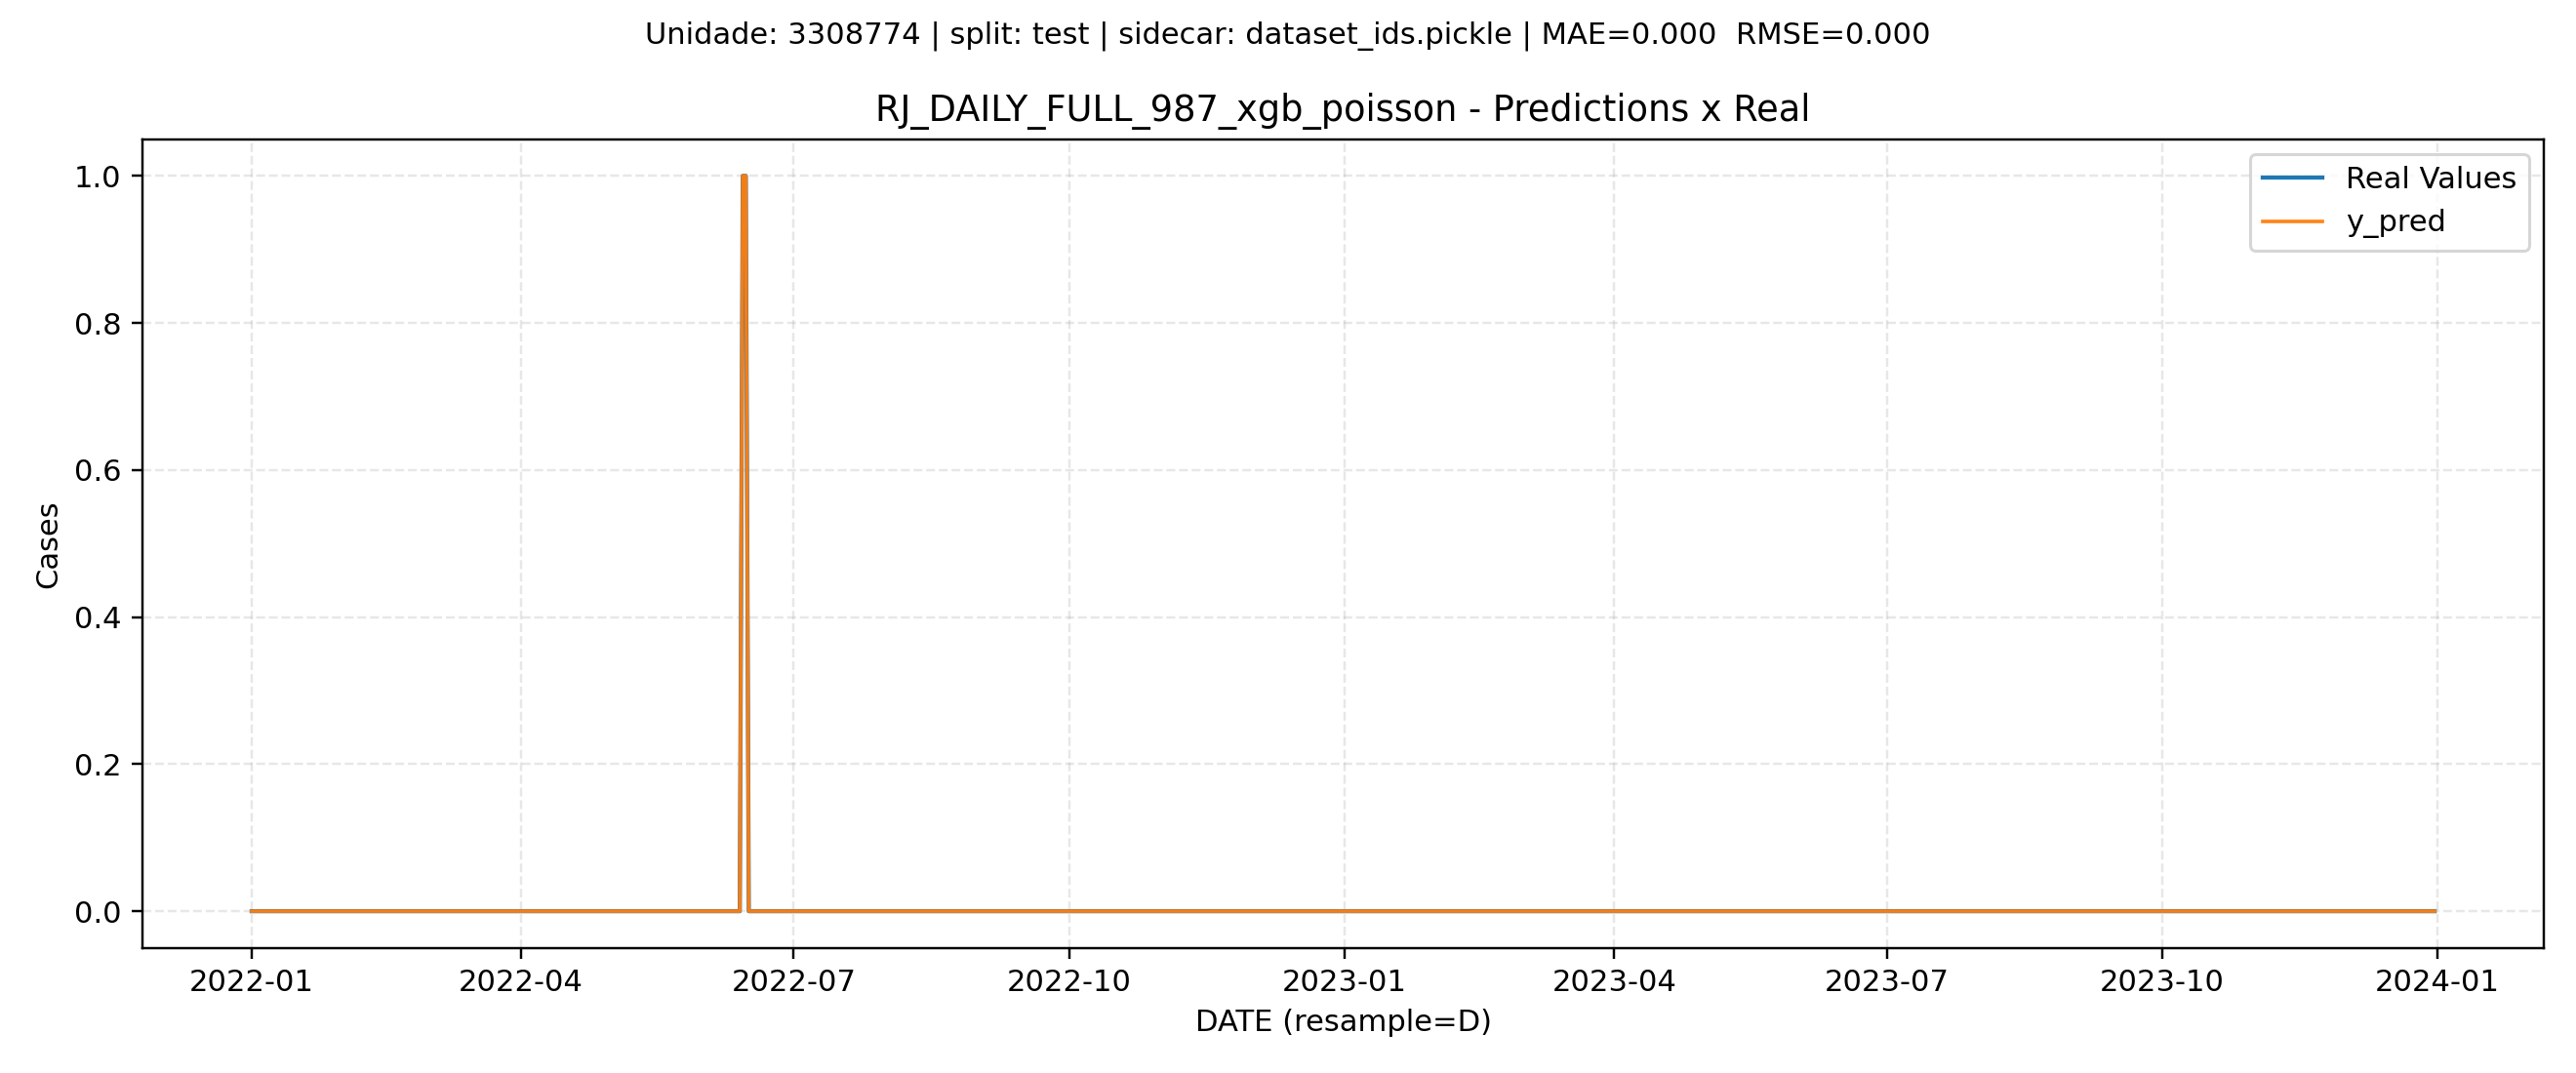 Unidade: 3308774 | split: test | sidecar: dataset_ids.pickle | MAE=0.000  RMSE=0.000
RJ_DAILY_FULL_987_xgb_poisson - Predictions x Real
Real Values
y_pred
1.0
0.8
0.6
0.4
0.2
0.0
Cases
2022-01 2022-04 2022-07 2022-10 2023-01 2023-04 2023-07 2023-10 2024-01
DATE (resample=D)